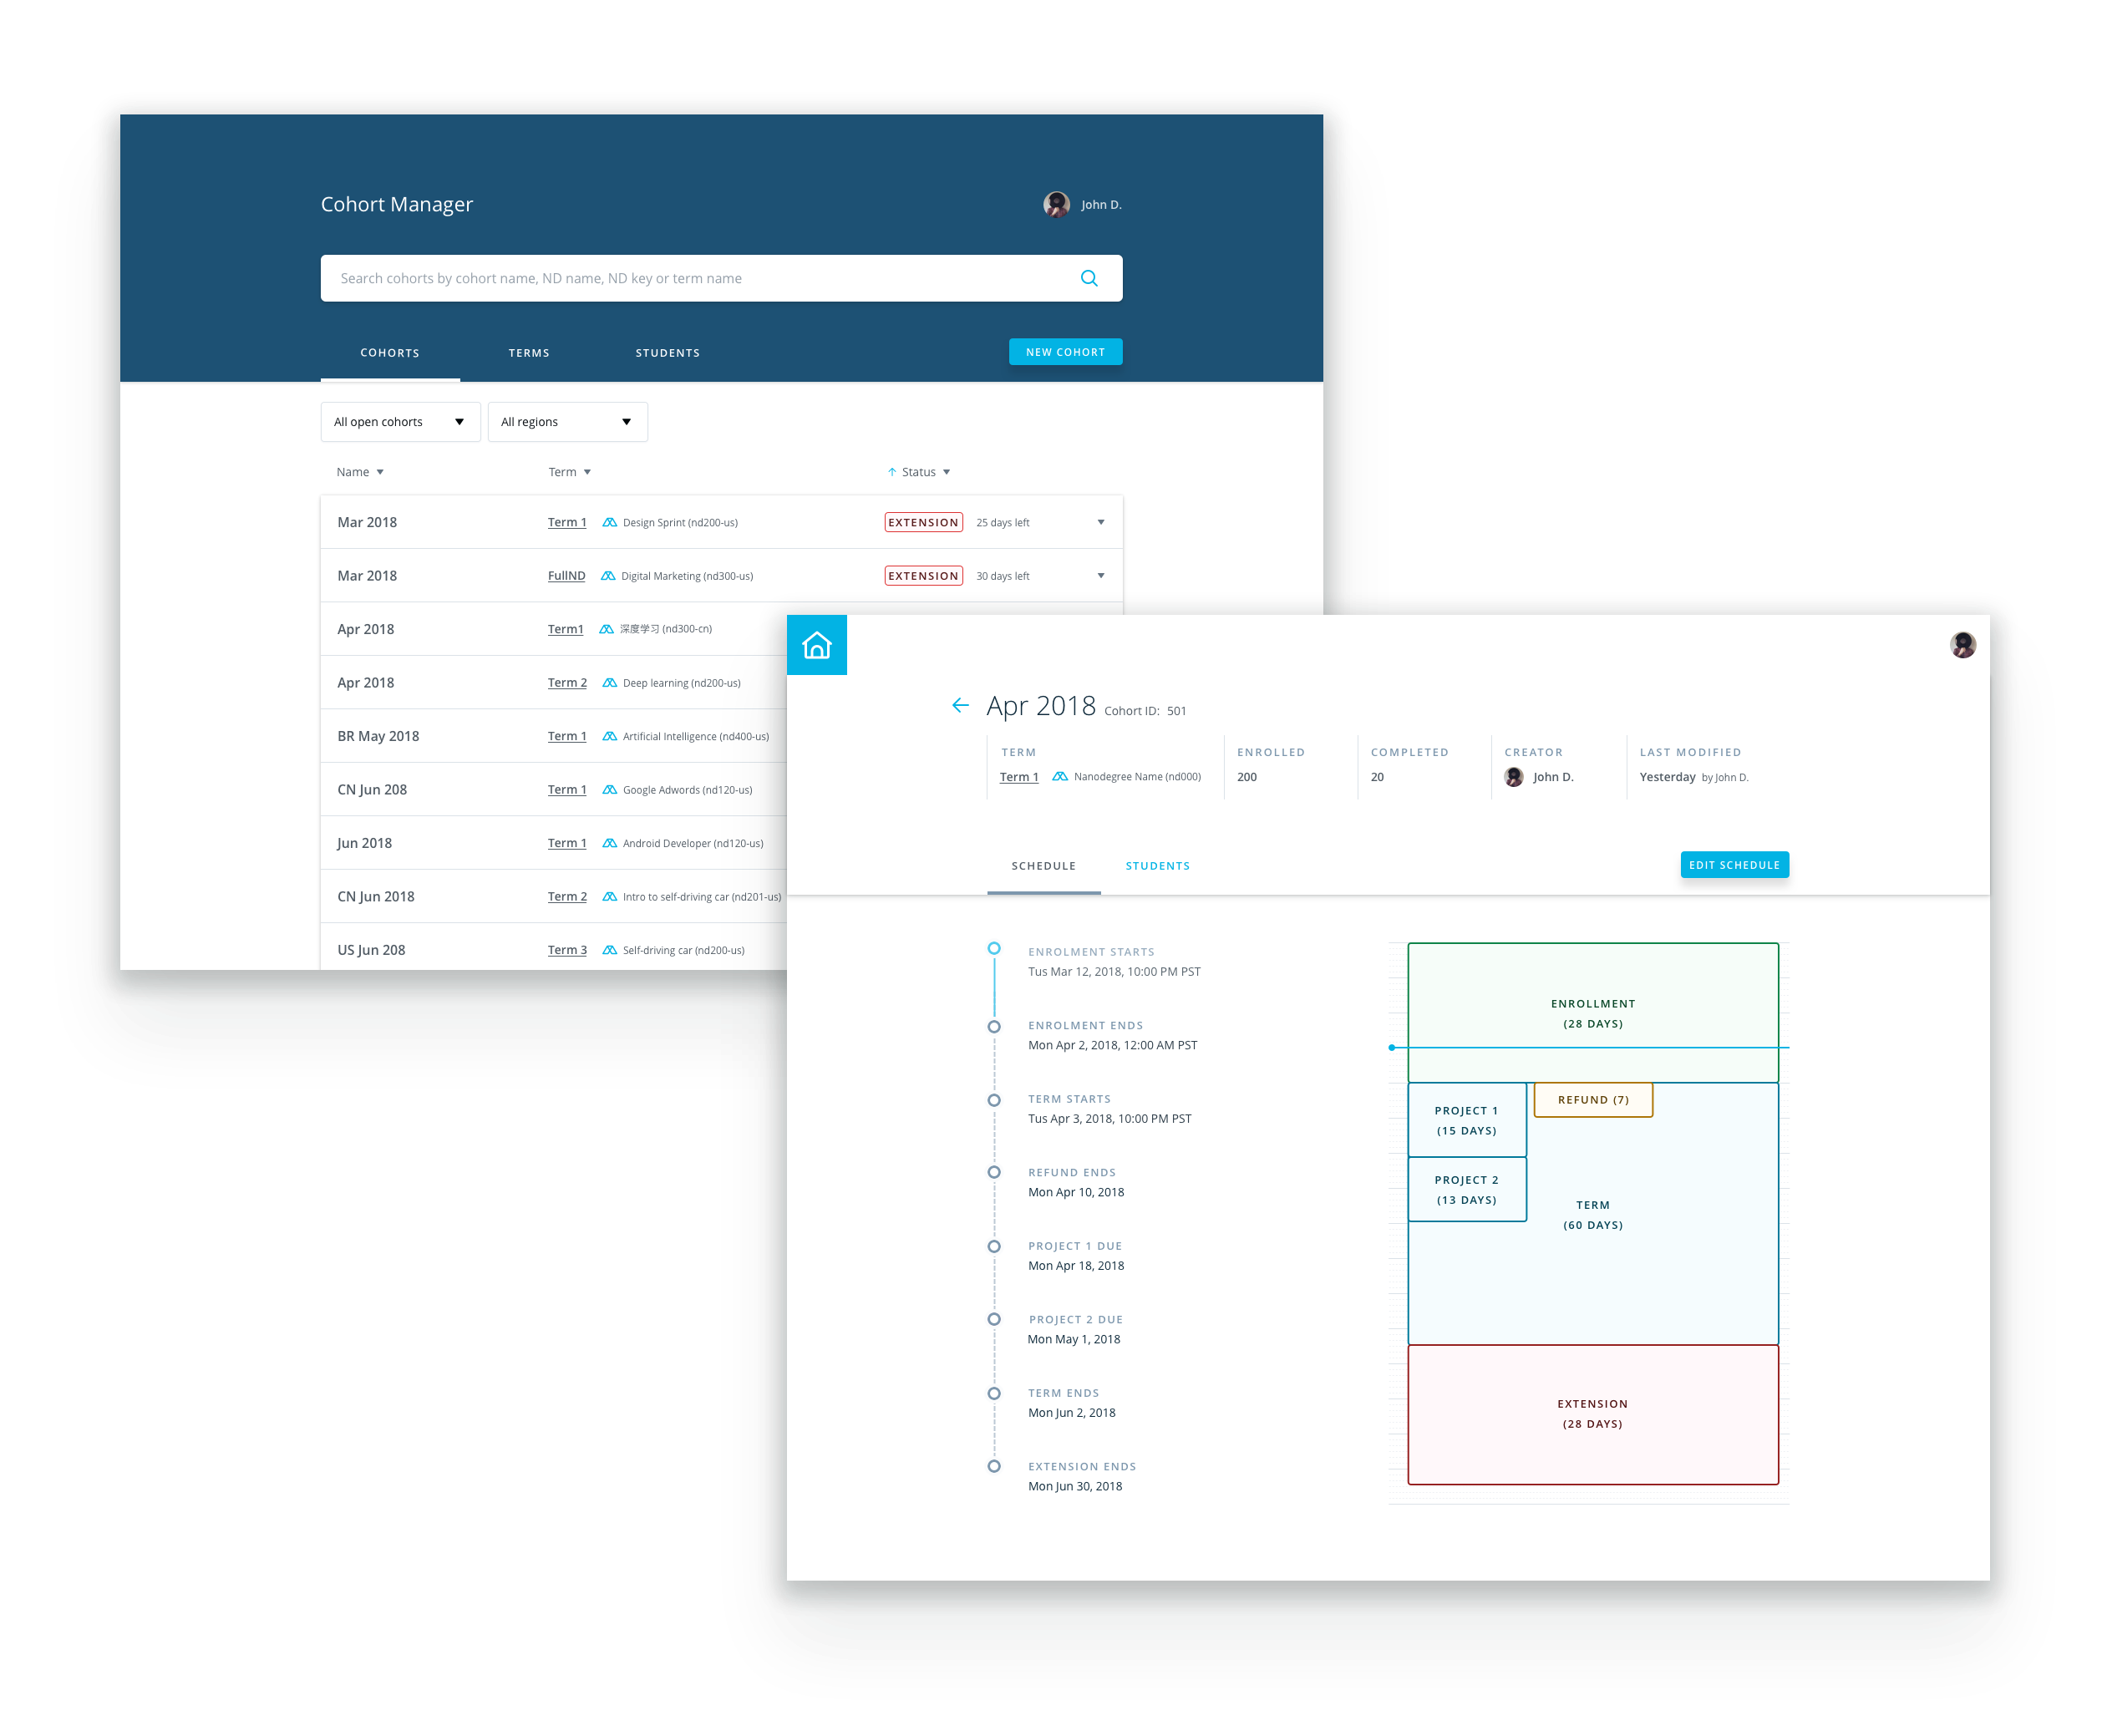 Cohort Manager
John D.
Search cohorts by cohort name, ND name, ND key or term name
COHORTS TERMS STUDENTS NEW COHORT
All open cohorts All regions
Name Term Status
Mar 2018 Term 1 Design Sprint (nd200-us) EXTENSION 25 days left
Mar 2018 FullND Digital Marketing (nd300-us) EXTENSION 30 days left
Apr 2018 Term1 深度学习 (nd300-cn)
Apr 2018 Term 2 Deep learning (nd200-us)
BR May 2018 Term 1 Artificial Intelligence (nd400-us)
CN Jun 208 Term 1 Google Adwords (nd120-us)
Jun 2018 Term 1 Android Developer (nd120-us)
CN Jun 2018 Term 2 Intro to self-driving car (nd201-us)
US Jun 208 Term 3 Self-driving car (nd200-us)
Apr 2018 Cohort ID: 501
TERM ENROLLED COMPLETED CREATOR LAST MODIFIED
Term 1 Nanodegree Name (nd000) 200 20 John D. Yesterday by John D.
SCHEDULE STUDENTS EDIT SCHEDULE
ENROLMENT STARTS
Tus Mar 12, 2018, 10:00 PM PST
ENROLMENT ENDS
Mon Apr 2, 2018, 12:00 AM PST
TERM STARTS
Tus Apr 3, 2018, 10:00 PM PST
REFUND ENDS
Mon Apr 10, 2018
PROJECT 1 DUE
Mon Apr 18, 2018
PROJECT 2 DUE
Mon May 1, 2018
TERM ENDS
Mon Jun 2, 2018
EXTENSION ENDS
Mon Jun 30, 2018
ENROLLMENT
(28 DAYS)
REFUND (7)
PROJECT 1
(15 DAYS)
PROJECT 2
(13 DAYS)
TERM
(60 DAYS)
EXTENSION
(28 DAYS)